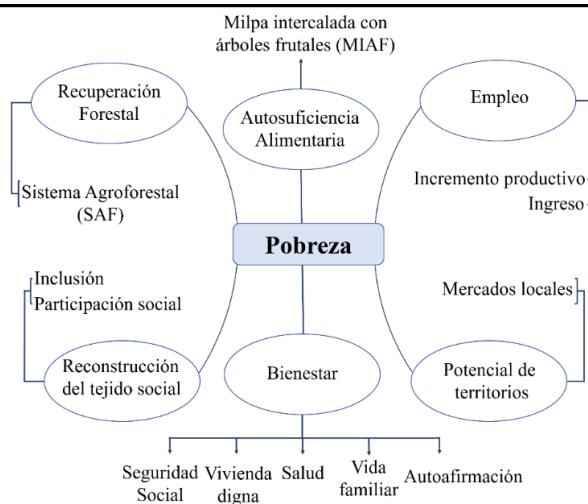 Milpa intercalada con
árboles frutales (MIAF)
Recuperación
Forestal
Autosuficiencia
Alimentaria
Empleo
Sistema Agroforestal
(SAF)
Incremento productivo
Ingreso
Pobreza
Inclusión
Participación social
Mercados locales
Reconstrucción
del tejido social
Bienestar
Potencial de
territorios
Seguridad
Social
Vivienda
digna
Salud
Vida
familiar
Autoafirmación